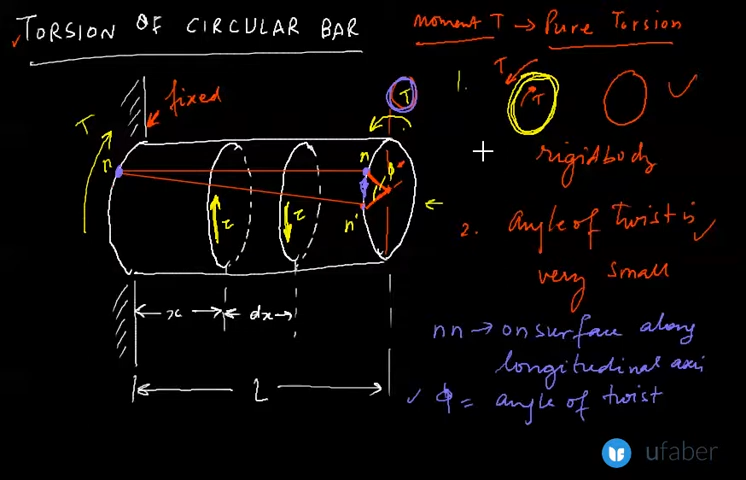 TORSION OF CIRCULAR BAR
moment T → Pure Torsion
1.
T
T
T
fixed
T
n
n
ϕ
rigidbody
τ
τ
n'
2. angle of twist is
very small
x
dx
nn → on surface along
longitudinal axis
L
ϕ = angle of twist
ufaber